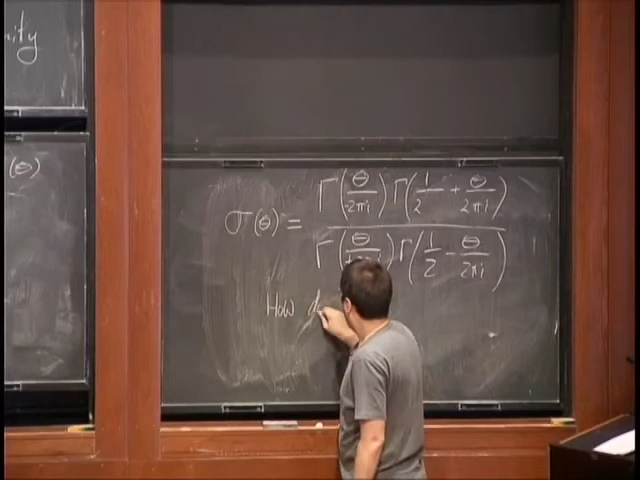 ity
(Θ)
σ(Θ) = Γ(Θ/2πi) Γ(1/2 + Θ/2πi) / Γ(Θ/2πi) Γ(1/2 − Θ/2πi)
How d